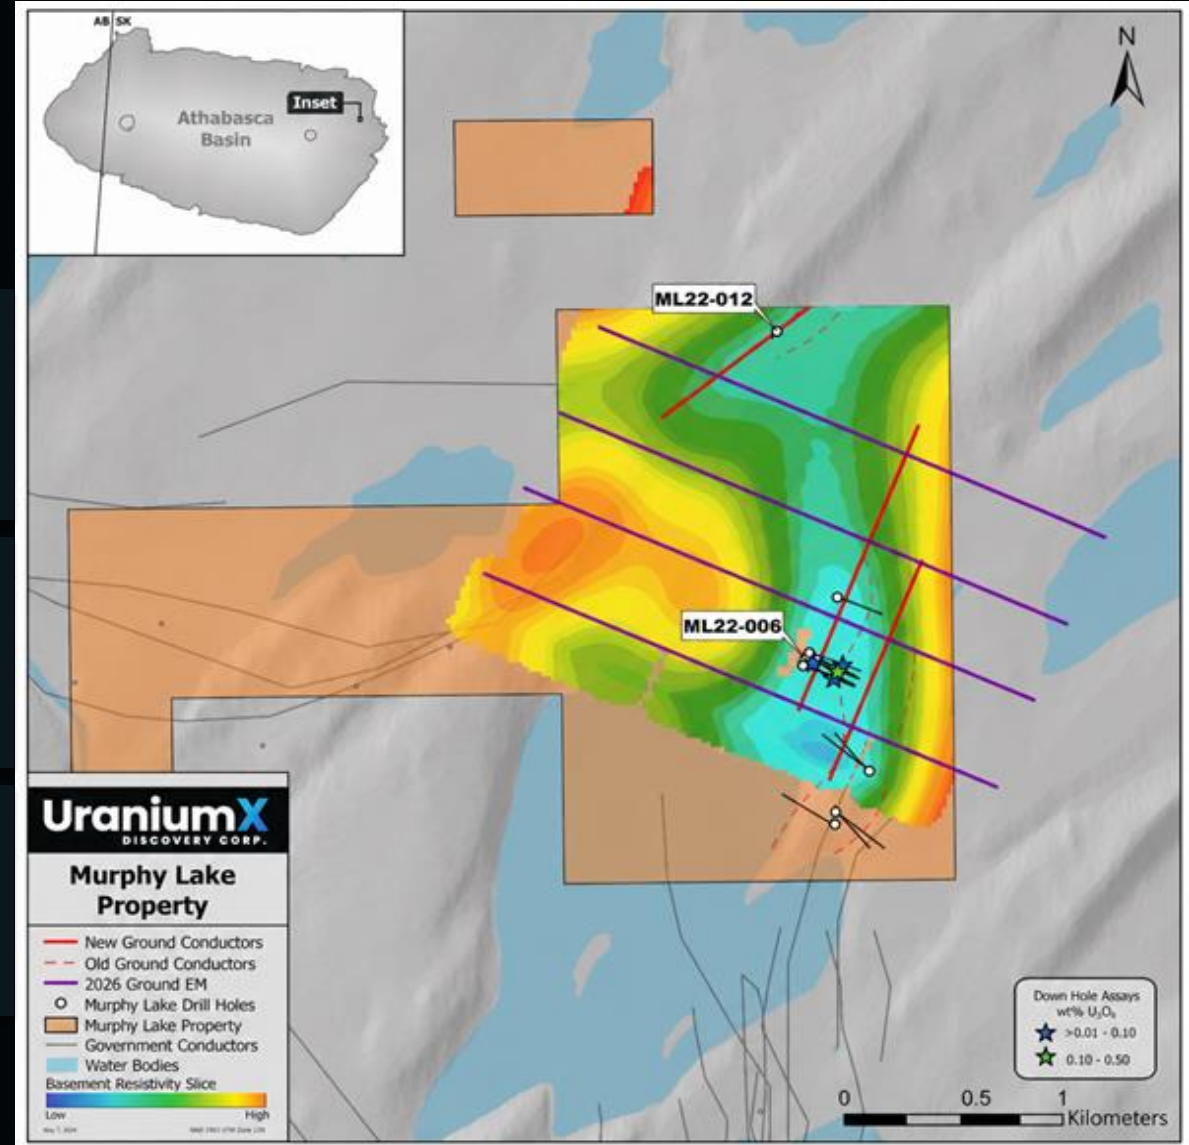 AB SK
Inset
Athabasca
Basin
N
ML22-012
ML22-006
UraniumX
DISCOVERY CORP.
Murphy Lake
Property
New Ground Conductors
Old Ground Conductors
2026 Ground EM
Murphy Lake Drill Holes
Murphy Lake Property
Government Conductors
Water Bodies
Basement Resistivity Slice
Low High
Down Hole Assays
wt% U₃O₈
>0.01 - 0.10
0.10 - 0.50
0 0.5 1
Kilometers